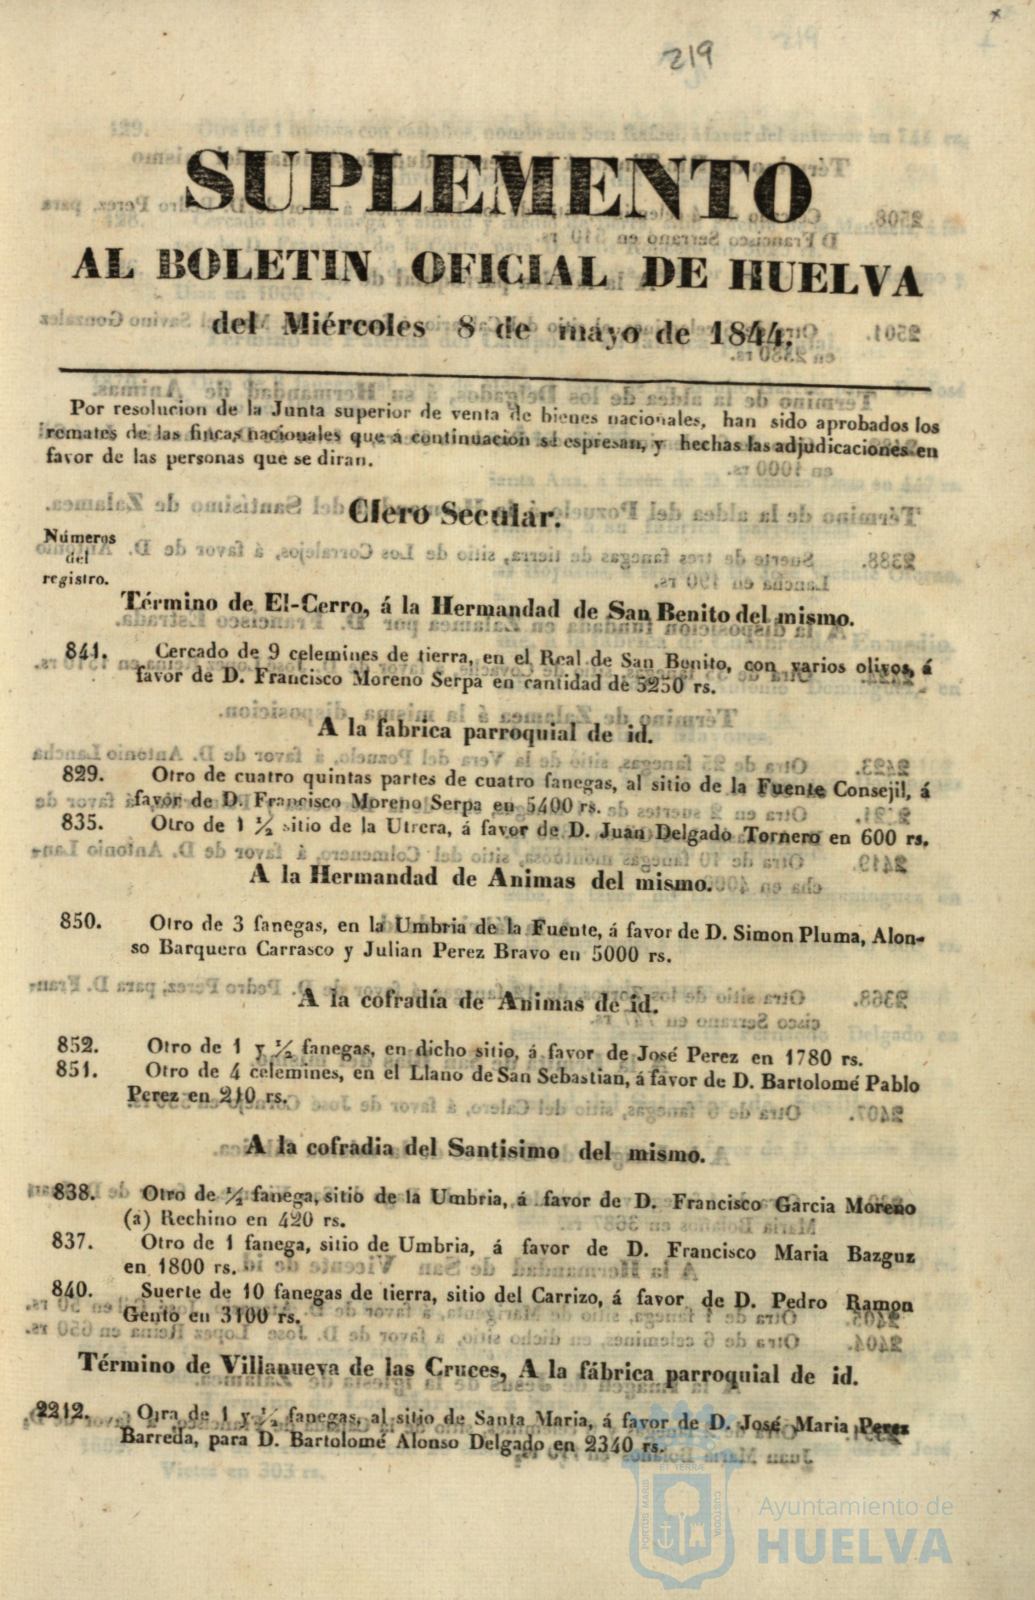 219
SUPLEMENTO
AL BOLETIN OFICIAL DE HUELVA
del Miércoles 8 de mayo de 1844.
Por resolucion de la Junta superior de venta de bienes nacionales, han sido aprobados los
remates de las fincas nacionales que á continuacion se espresan, y hechas las adjudicaciones en
favor de las personas que se diran.
Clero Secular.
Números
del
registro.
Término de El-Cerro, á la Hermandad de San Benito del mismo.
841. Cercado de 9 celemines de tierra, en el Real de San Benito, con varios olivos, á
favor de D. Francisco Moreno Serpa en cantidad de 5250 rs.
A la fabrica parroquial de id.
829. Otro de cuatro quintas partes de cuatro fanegas, al sitio de la Fuente Consejil, á
favor de D. Francisco Moreno Serpa en 5400 rs.
835. Otro de 1 ½ sitio de la Utrera, á favor de D. Juan Delgado Tornero en 600 rs.
A la Hermandad de Animas del mismo.
850. Otro de 3 fanegas, en la Umbria de la Fuente, á favor de D. Simon Pluma, Alon-
so Barquero Carrasco y Julian Perez Bravo en 5000 rs.
A la cofradía de Animas de id.
852. Otro de 1 y ½ fanegas, en dicho sitio, á favor de José Perez en 1780 rs.
851. Otro de 4 celemines, en el Llano de San Sebastian, á favor de D. Bartolomé Pablo
Perez en 210 rs.
A la cofradia del Santisimo del mismo.
838. Otro de ½ fanega, sitio de la Umbria, á favor de D. Francisco Garcia Moreno
(a) Rechino en 420 rs.
837. Otro de 1 fanega, sitio de Umbria, á favor de D. Francisco Maria Bazguz
en 1800 rs.
840. Suerte de 10 fanegas de tierra, sitio del Carrizo, á favor de D. Pedro Ramon
Gento en 3100 rs.
Término de Villanueva de las Cruces, A la fábrica parroquial de id.
2212. Otra de 1 y ½ fanegas, al sitio de Santa Maria, á favor de D. José Maria Perez
Barreda, para D. Bartolomé Alonso Delgado en 2340 rs.
PORTUS MARIS ET TERRÆ CUSTODIA
Ayuntamiento de
HUELVA